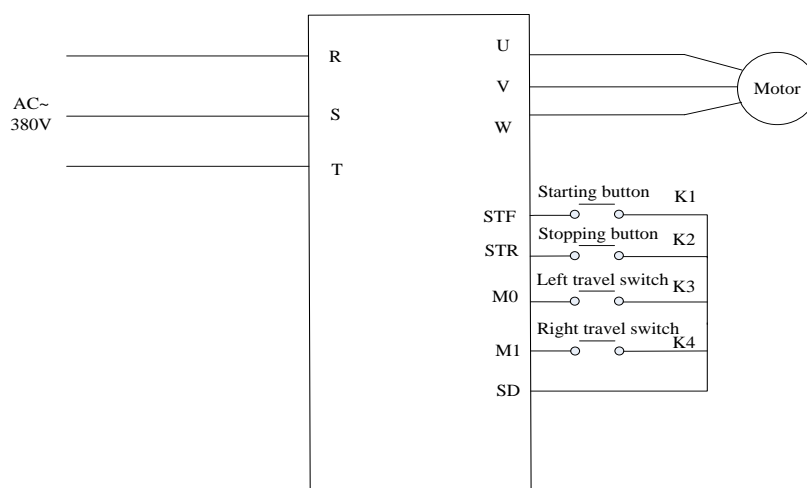 AC~
380V
R
S
T
U
V
W
Motor
STF
Starting button
K1
STR
Stopping button
K2
M0
Left travel switch
K3
M1
Right travel switch
K4
SD